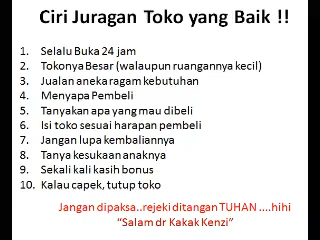 Ciri Juragan Toko yang Baik !!
1. Selalu Buka 24 jam
2. Tokonya Besar (walaupun ruangannya kecil)
3. Jualan aneka ragam kebutuhan
4. Menyapa Pembeli
5. Tanyakan apa yang mau dibeli
6. Isi toko sesuai harapan pembeli
7. Jangan lupa kembaliannya
8. Tanya kesukaan anaknya
9. Sekali kali kasih bonus
10. Kalau capek, tutup toko
Jangan dipaksa..rejeki ditangan TUHAN ....hihi
“Salam dr Kakak Kenzi”